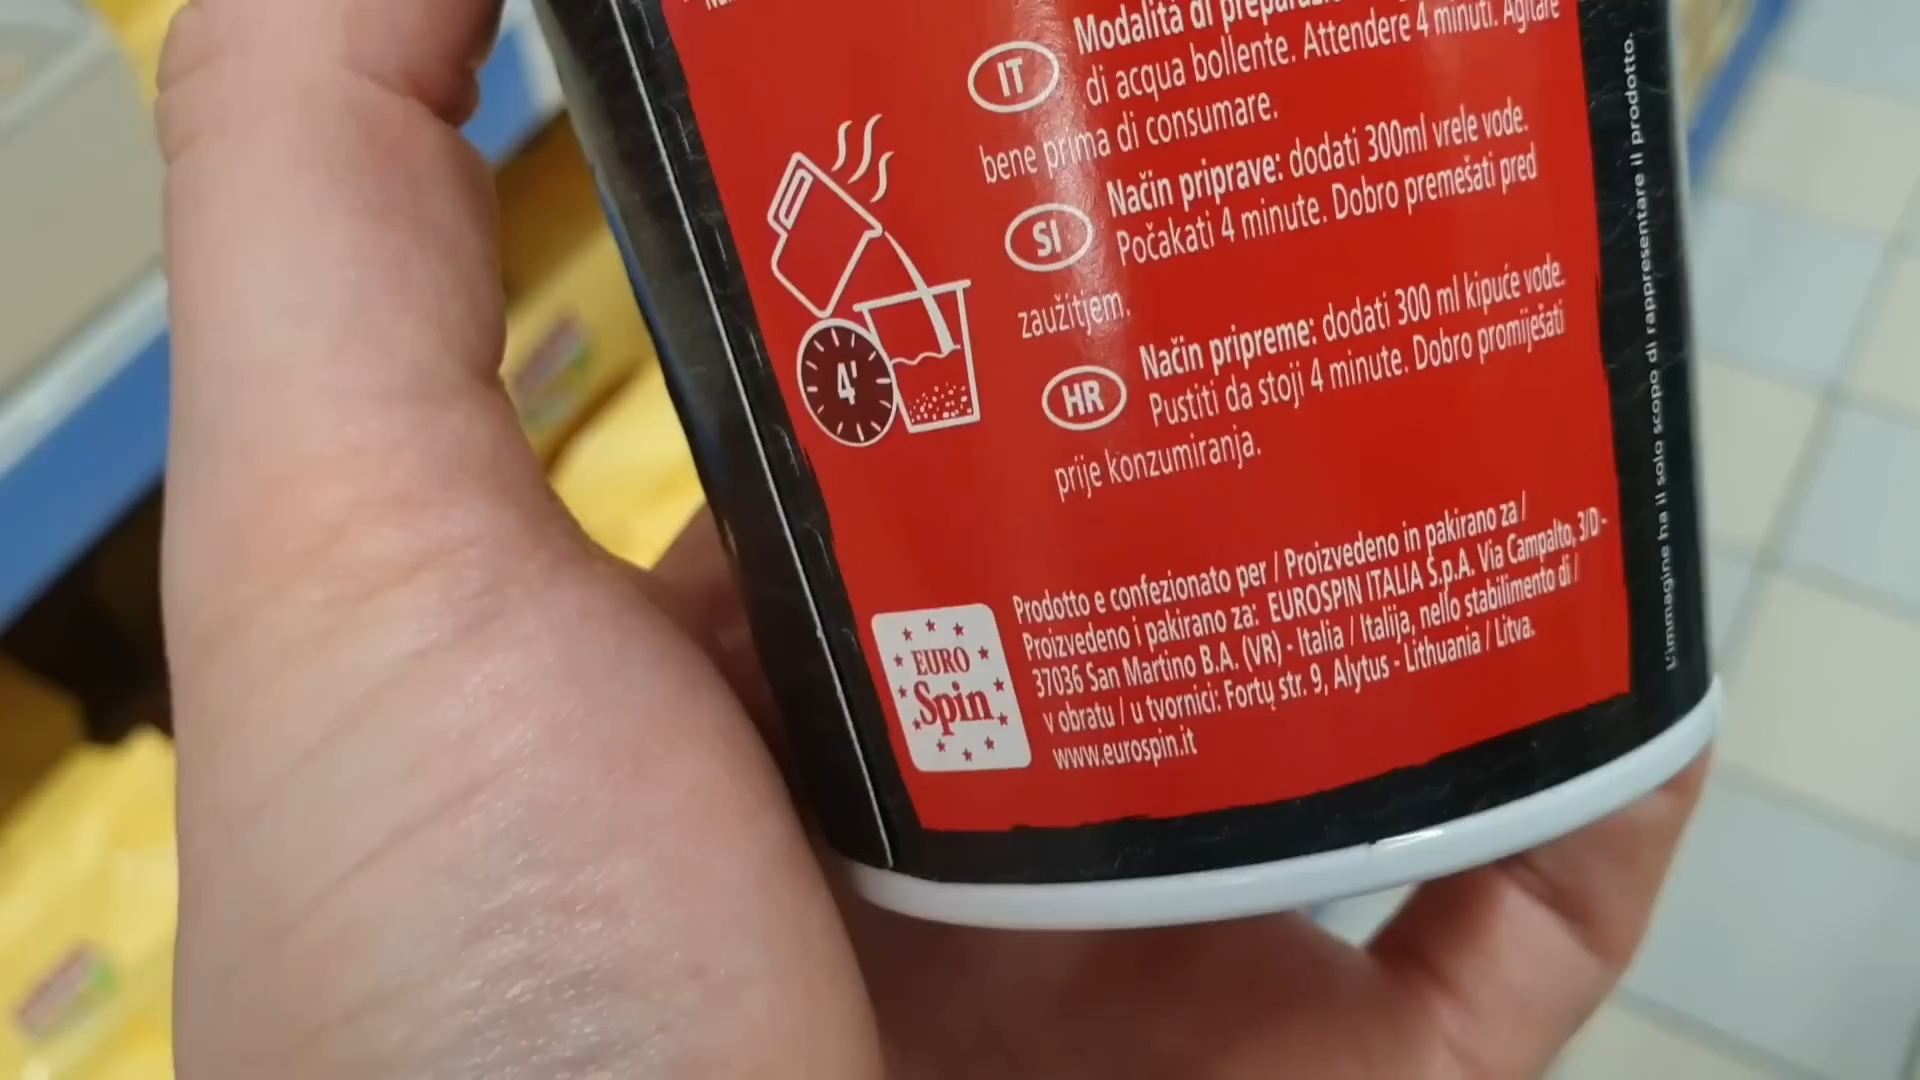 Modalità di
di acqua bollente. Attendere 4 minuti. Agitare
IT
bene prima di consumare.
Način priprave: dodati 300ml vrele vode.
SI
Počakati 4 minute. Dobro premešati pred
zaužitjem.
Način pripreme: dodati 300 ml kipuće vode.
HR
Pustiti da stoji 4 minute. Dobro promiješati
prije konzumiranja.
4'
Prodotto e confezionato per / Proizvedeno in pakirano za /
Proizvedeno i pakirano za: EUROSPIN ITALIA S.p.A. Via Campalto, 3/D -
37036 San Martino B.A. (VR) - Italia / Italija, nello stabilimento di /
v obratu / u tvornici: Fortų str. 9, Alytus - Lithuania / Litva.
www.eurospin.it
EURO
Spin
L'immagine ha il solo scopo di rappresentare il prodotto.